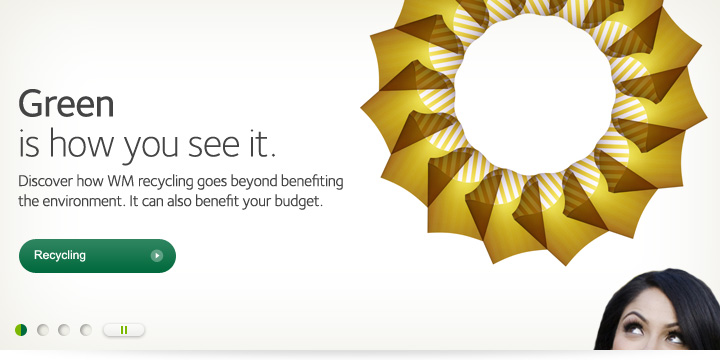 Green
is how you see it.
Discover how WM recycling goes beyond benefiting
the environment. It can also benefit your budget.
Recycling